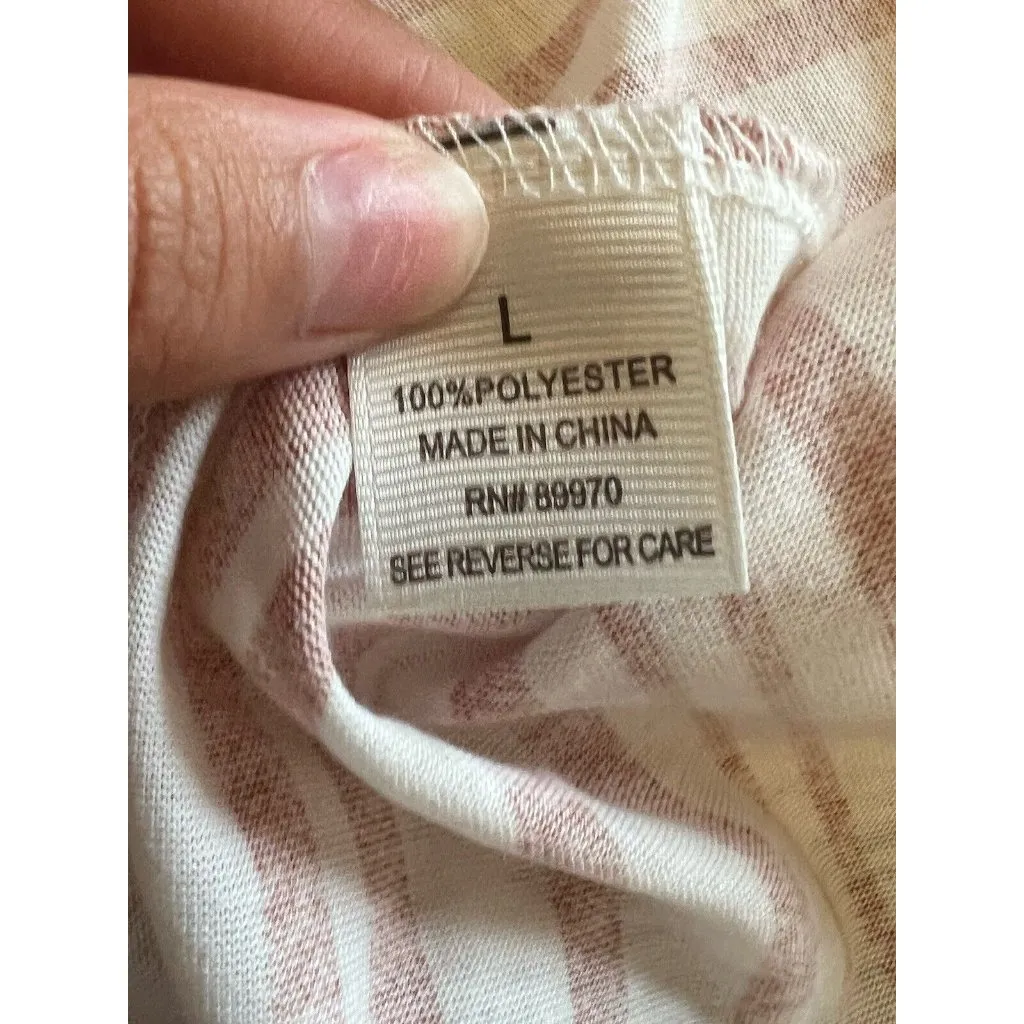 L
100%POLYESTER
MADE IN CHINA
RN# 89970
SEE REVERSE FOR CARE